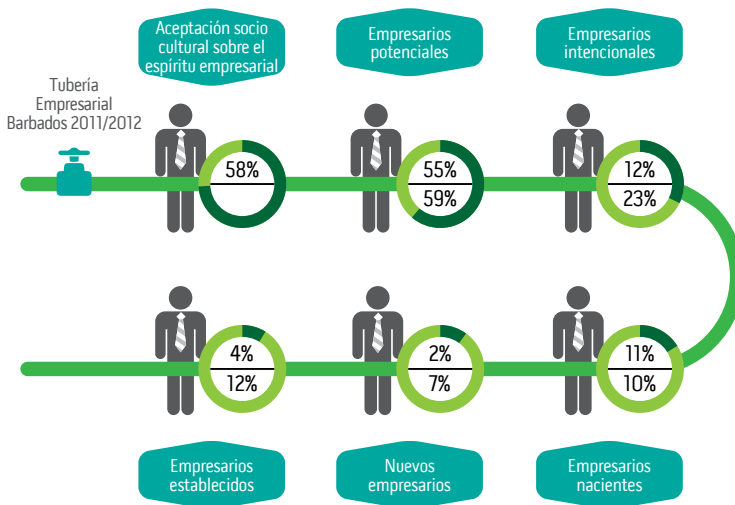 Aceptación socio
cultural sobre el
espíritu empresarial
Empresarios
potenciales
Empresarios
intencionales
Tubería
Empresarial
Barbados 2011/2012
58%
55%
59%
12%
23%
4%
12%
2%
7%
11%
10%
Empresarios
establecidos
Nuevos
empresarios
Empresarios
nacientes